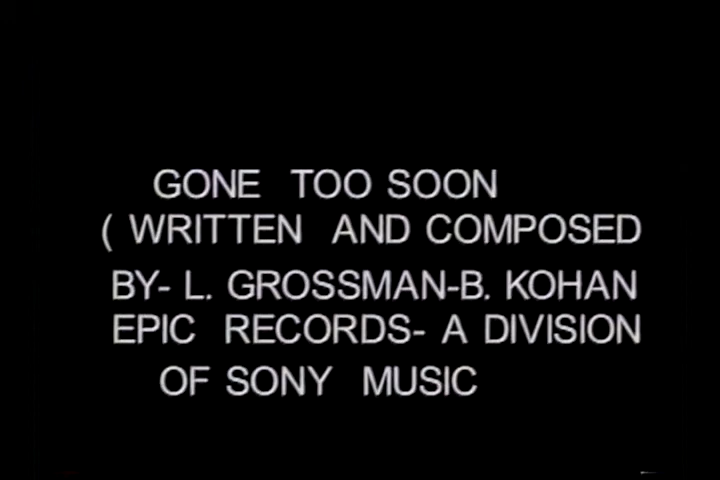 GONE TOO SOON
( WRITTEN AND COMPOSED
BY- L. GROSSMAN-B. KOHAN
EPIC RECORDS- A DIVISION
OF SONY MUSIC